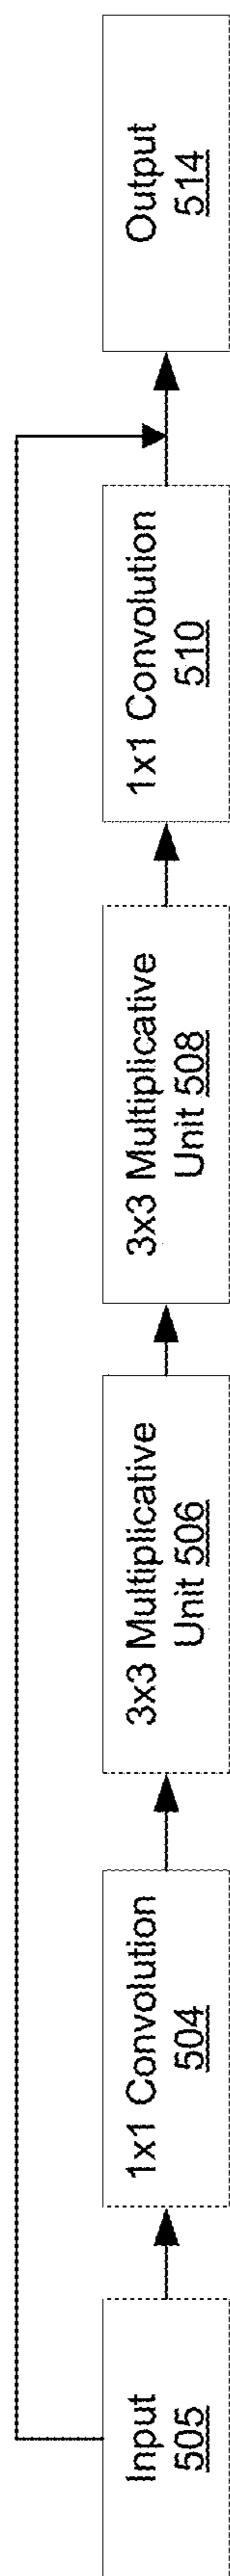 Input
505
1x1 Convolution
504
3x3 Multiplicative
Unit 506
3x3 Multiplicative
Unit 508
1x1 Convolution
510
Output
514